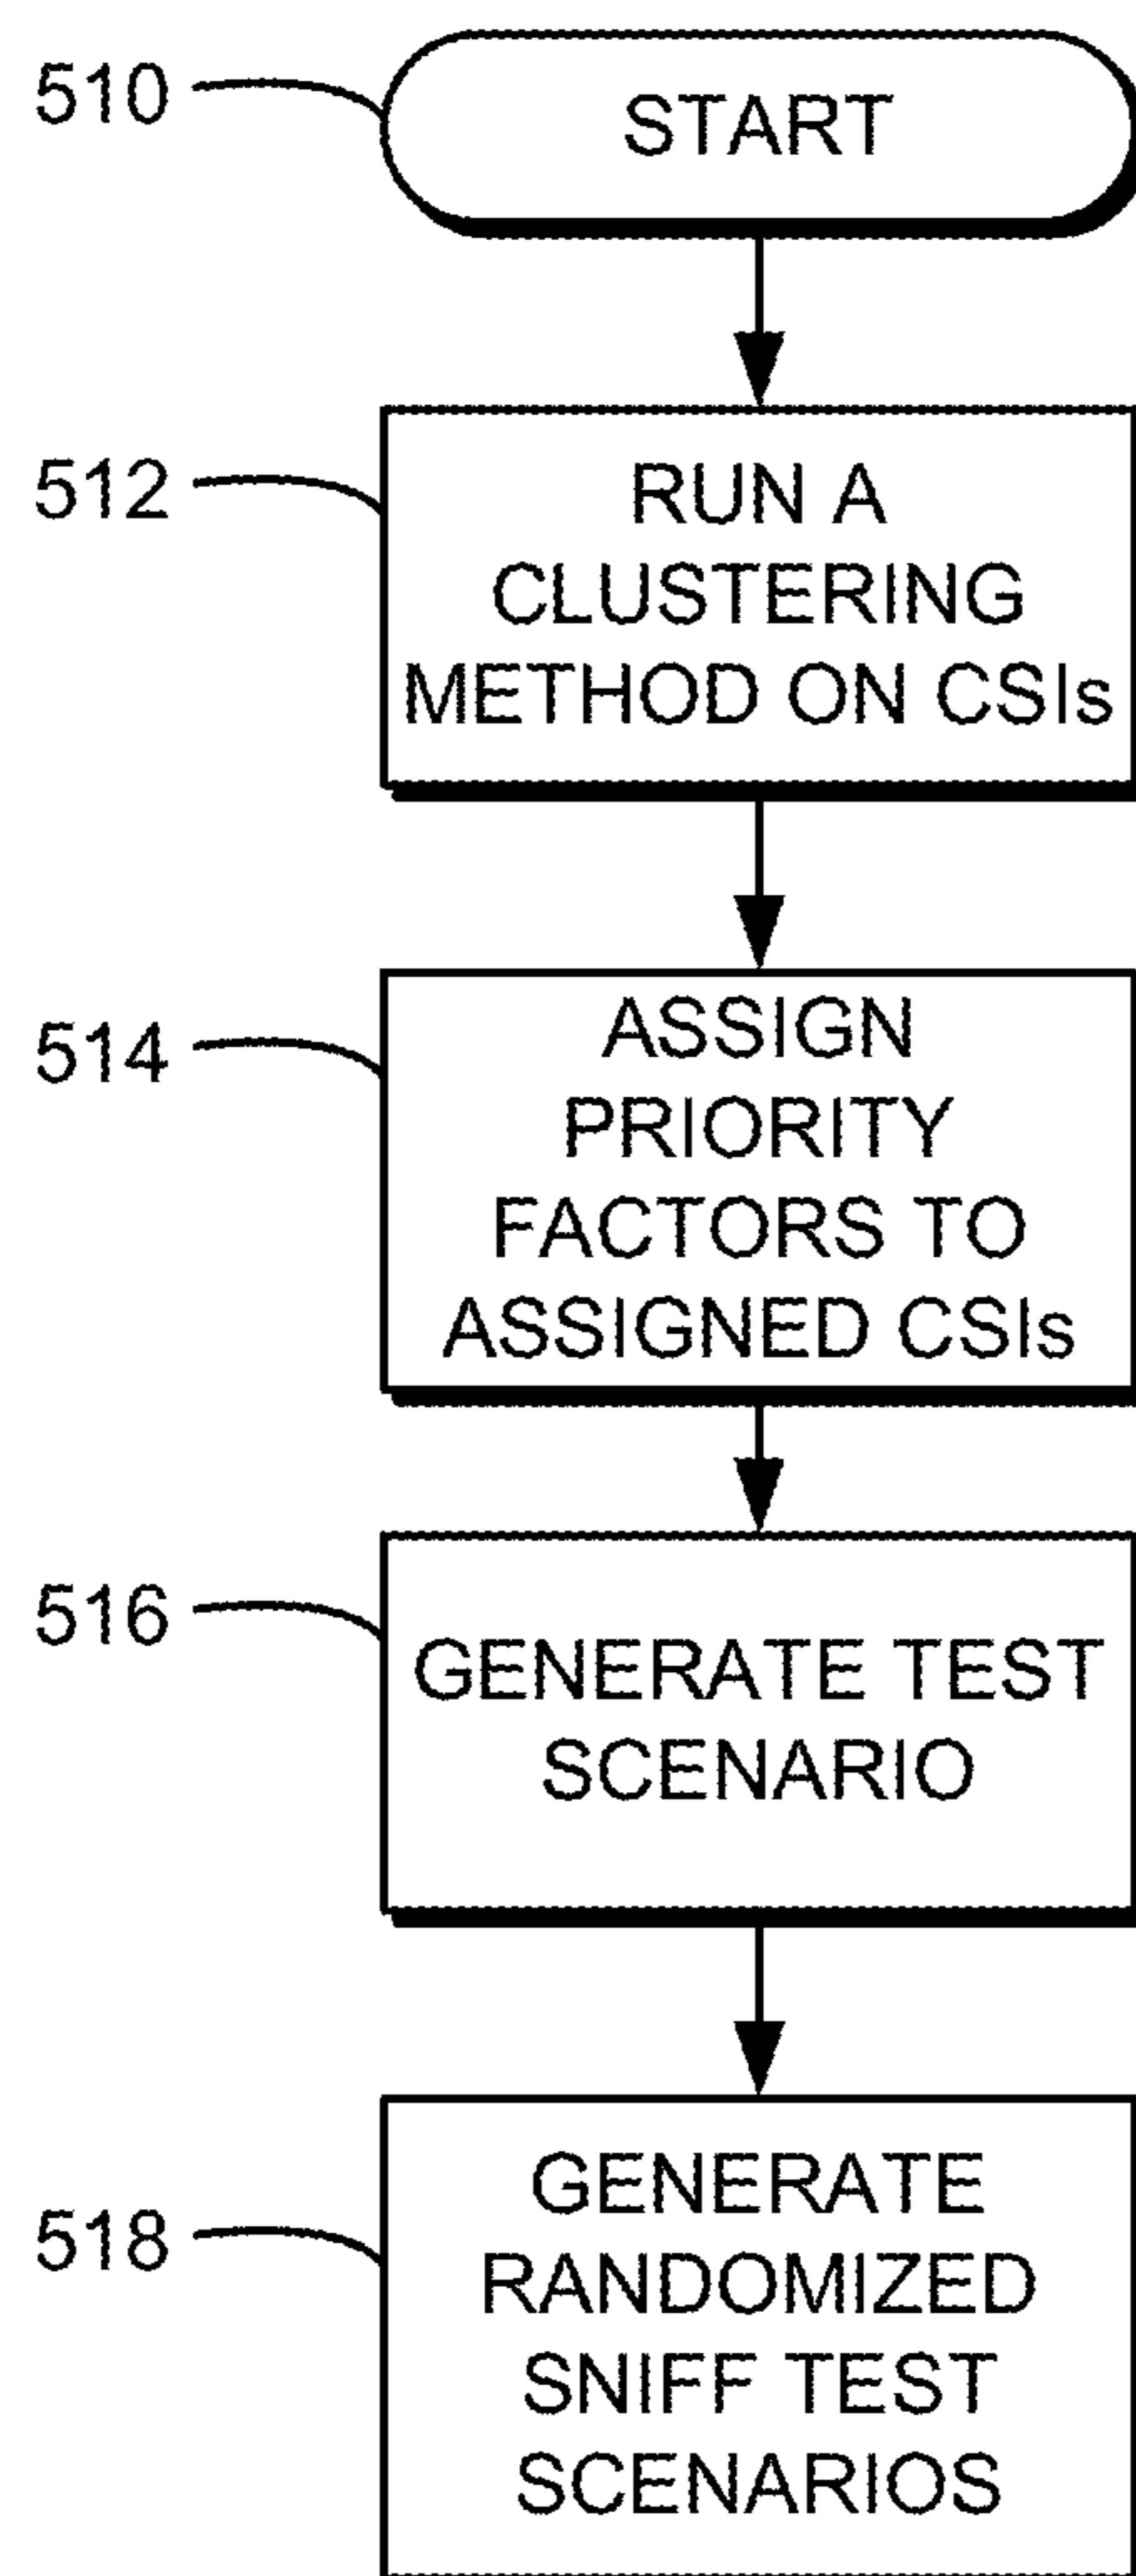 510
START
512
RUN A
CLUSTERING
METHOD ON CSIs
514
ASSIGN
PRIORITY
FACTORS TO
ASSIGNED CSIs
516
GENERATE TEST
SCENARIO
518
GENERATE
RANDOMIZED
SNIFF TEST
SCENARIOS